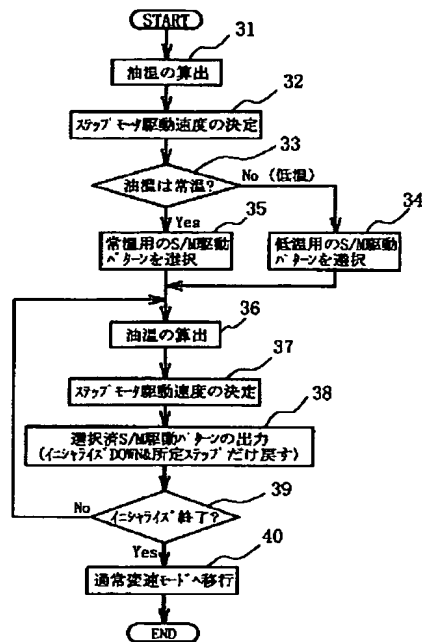 START
31
油温の算出
32
ステップモータ駆動速度の決定
33
油温は常温?
No (低温)
Yes
35
34
常温用のS/M駆動
パターンを選択
低温用のS/M駆動
パターンを選択
油温の算出
36
37
ステップモータ駆動速度の決定
38
選択済S/M駆動パターンの出力
(イニシャライズDOWN&所定ステップだけ戻す)
39
No
イニシャライズ終了?
Yes
40
通常変速モードへ移行
END